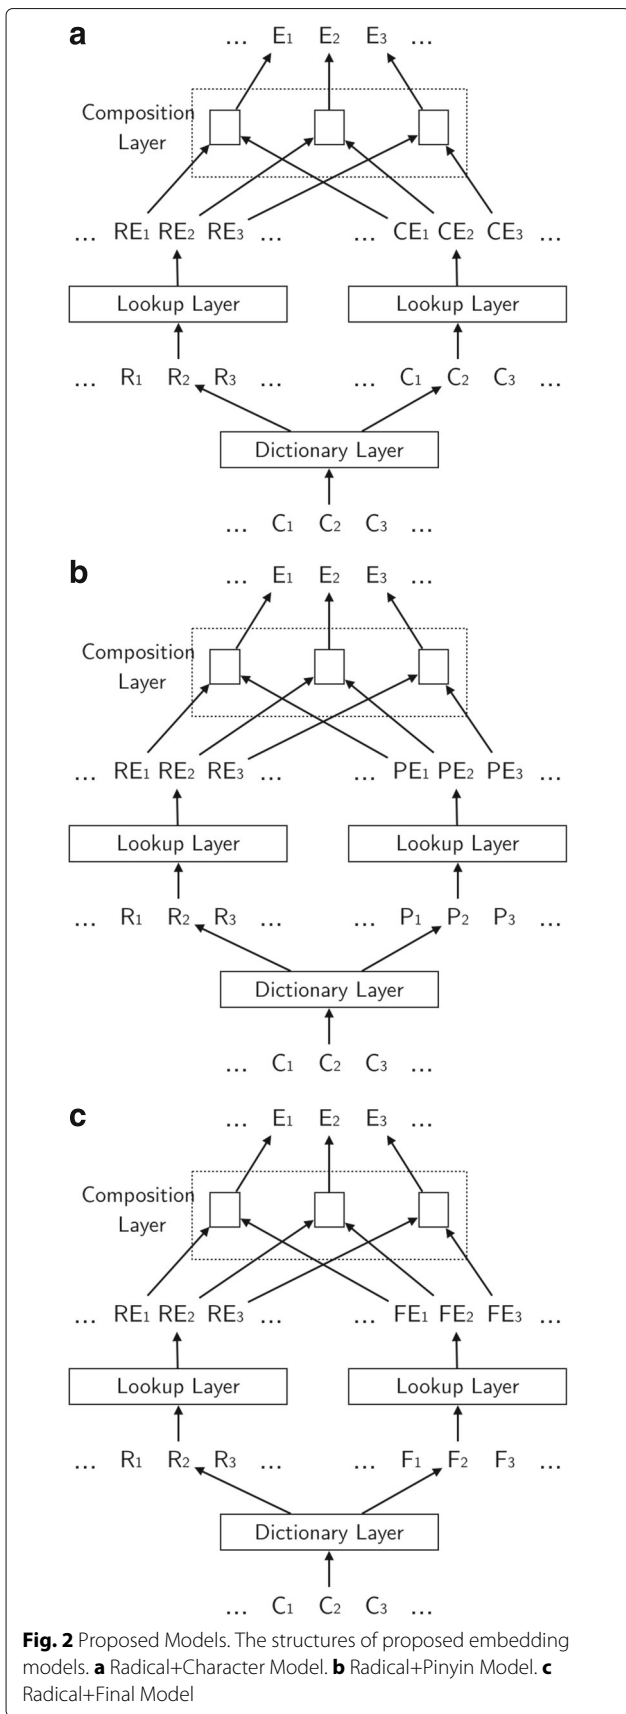 a
... E1 E2 E3 ...
Composition
Layer
... RE1 RE2 RE3 ... ... CE1 CE2 CE3 ...
Lookup Layer Lookup Layer
... R1 R2 R3 ... ... C1 C2 C3 ...
Dictionary Layer
... C1 C2 C3 ...
b
... E1 E2 E3 ...
Composition
Layer
... RE1 RE2 RE3 ... ... PE1 PE2 PE3 ...
Lookup Layer Lookup Layer
... R1 R2 R3 ... ... P1 P2 P3 ...
Dictionary Layer
... C1 C2 C3 ...
c
... E1 E2 E3 ...
Composition
Layer
... RE1 RE2 RE3 ... ... FE1 FE2 FE3 ...
Lookup Layer Lookup Layer
... R1 R2 R3 ... ... F1 F2 F3 ...
Dictionary Layer
... C1 C2 C3 ...
Fig. 2 Proposed Models. The structures of proposed embedding
models. a Radical+Character Model. b Radical+Pinyin Model. c
Radical+Final Model